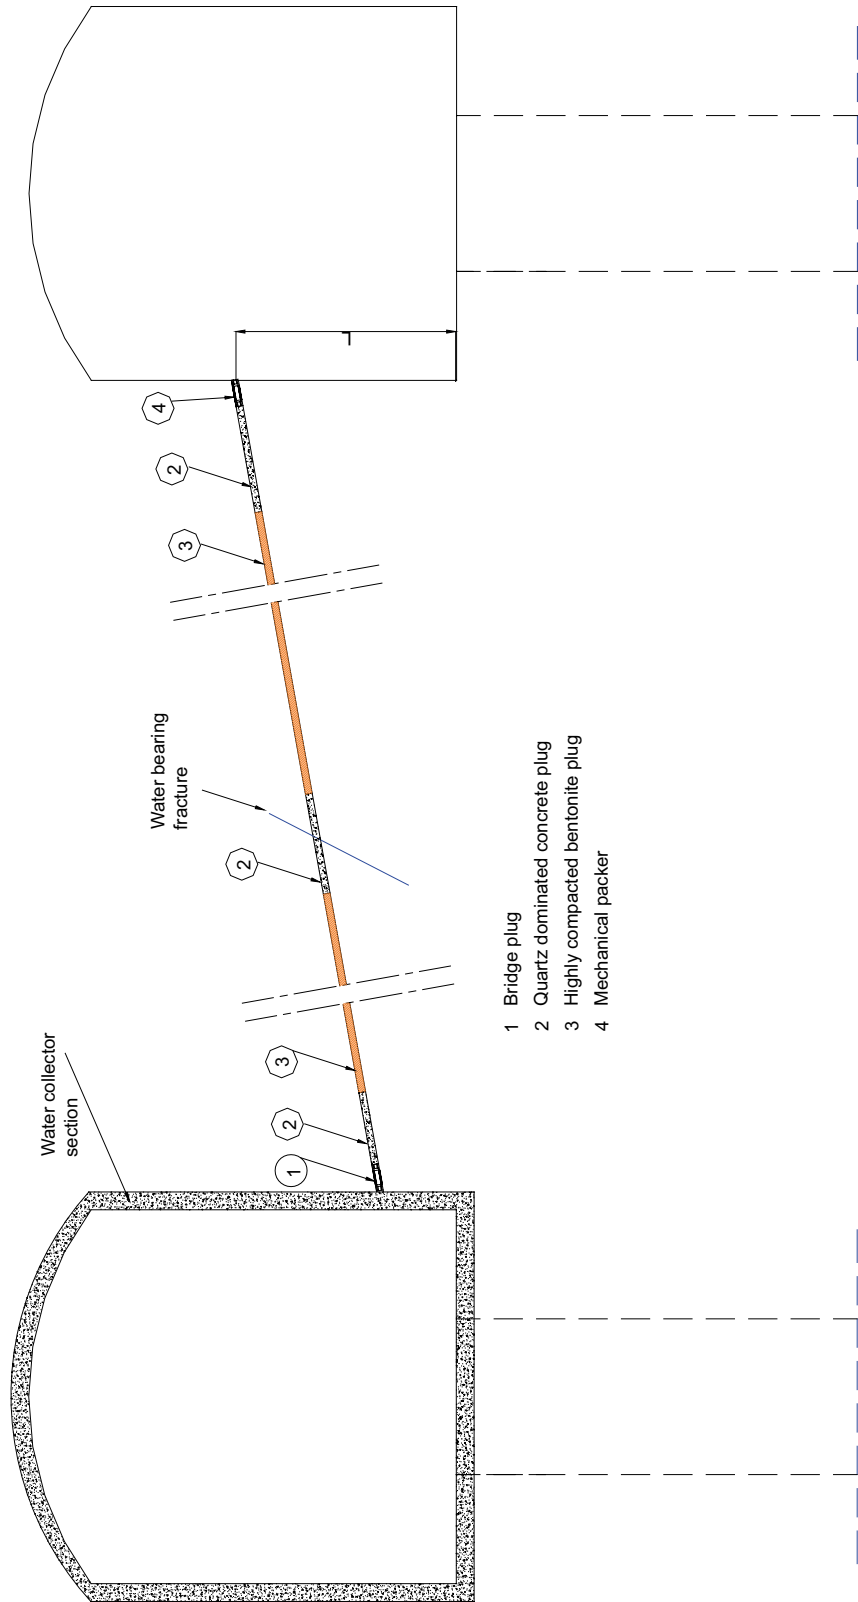 Water collector
section
Water bearing
fracture
1
2
3
2
3
2
4
L
1 Bridge plug
2 Quartz dominated concrete plug
3 Highly compacted bentonite plug
4 Mechanical packer